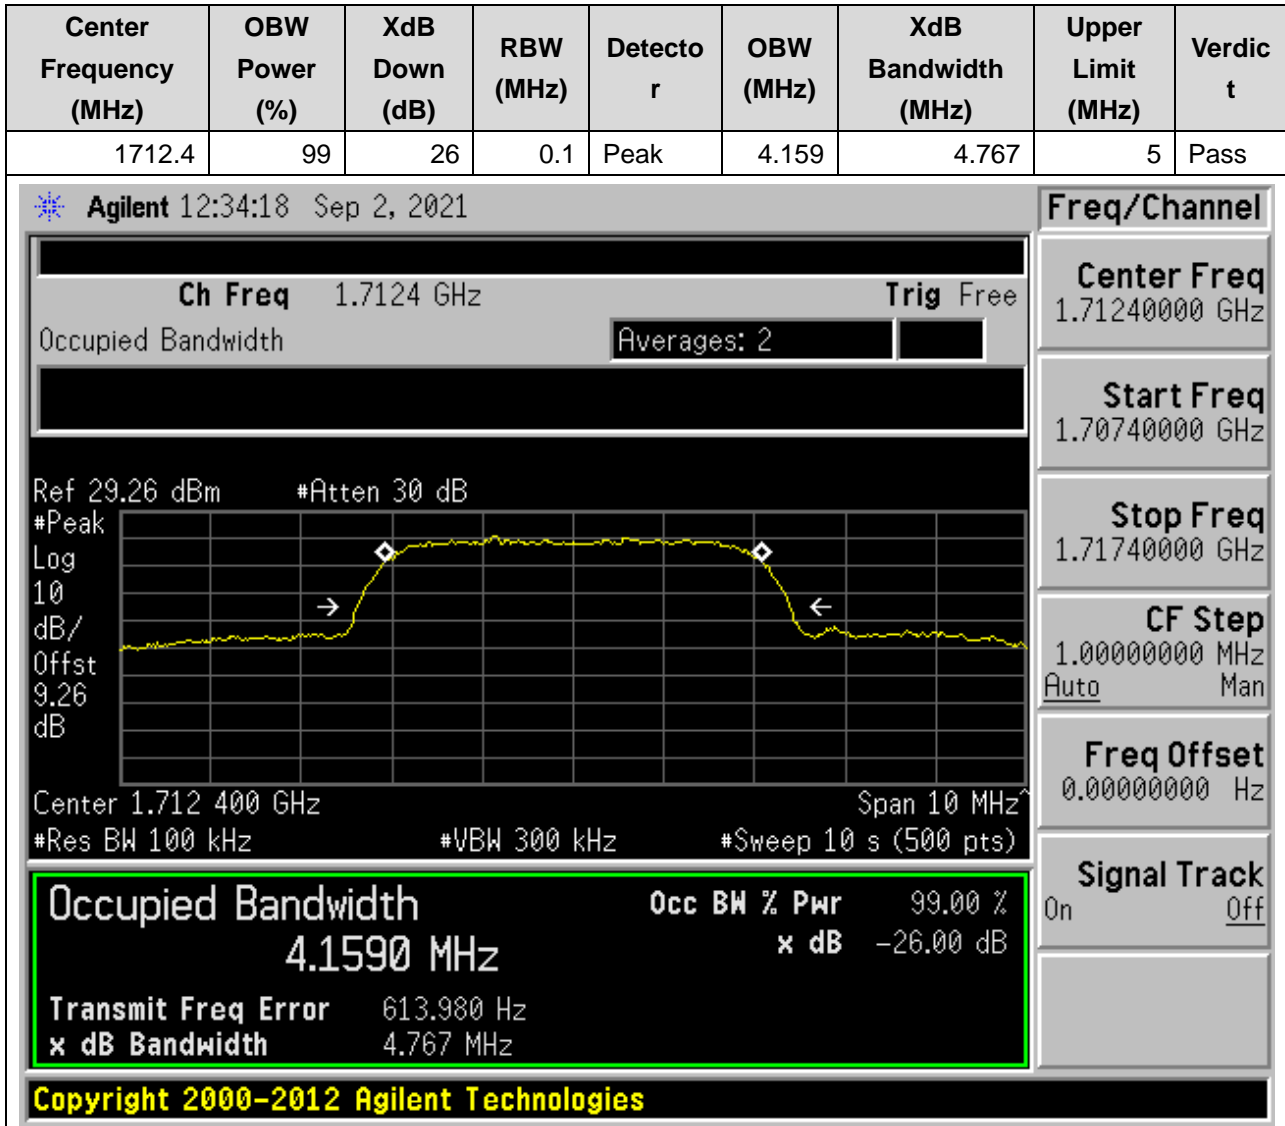 Center Frequency (MHz) OBW Power (%) XdB Down (dB) RBW (MHz) Detecto r OBW (MHz) XdB Bandwidth (MHz) Upper Limit (MHz) Verdic t
1712.4 99 26 0.1 Peak 4.159 4.767 5 Pass
Agilent 12:34:18 Sep 2, 2021
Ch Freq 1.7124 GHz Trig Free
Occupied Bandwidth Averages: 2
Ref 29.26 dBm #Atten 30 dB
#Peak
Log
10
dB/
Offst
9.26
dB
Center 1.712 400 GHz Span 10 MHz^
#Res BW 100 kHz #VBW 300 kHz #Sweep 10 s (500 pts)
Occupied Bandwidth Occ BW % Pwr 99.00 %
4.1590 MHz x dB -26.00 dB
Transmit Freq Error 613.980 Hz
x dB Bandwidth 4.767 MHz
Copyright 2000-2012 Agilent Technologies
Freq/Channel
Center Freq
1.71240000 GHz
Start Freq
1.70740000 GHz
Stop Freq
1.71740000 GHz
CF Step
1.00000000 MHz
Auto Man
Freq Offset
0.00000000 Hz
Signal Track
On Off